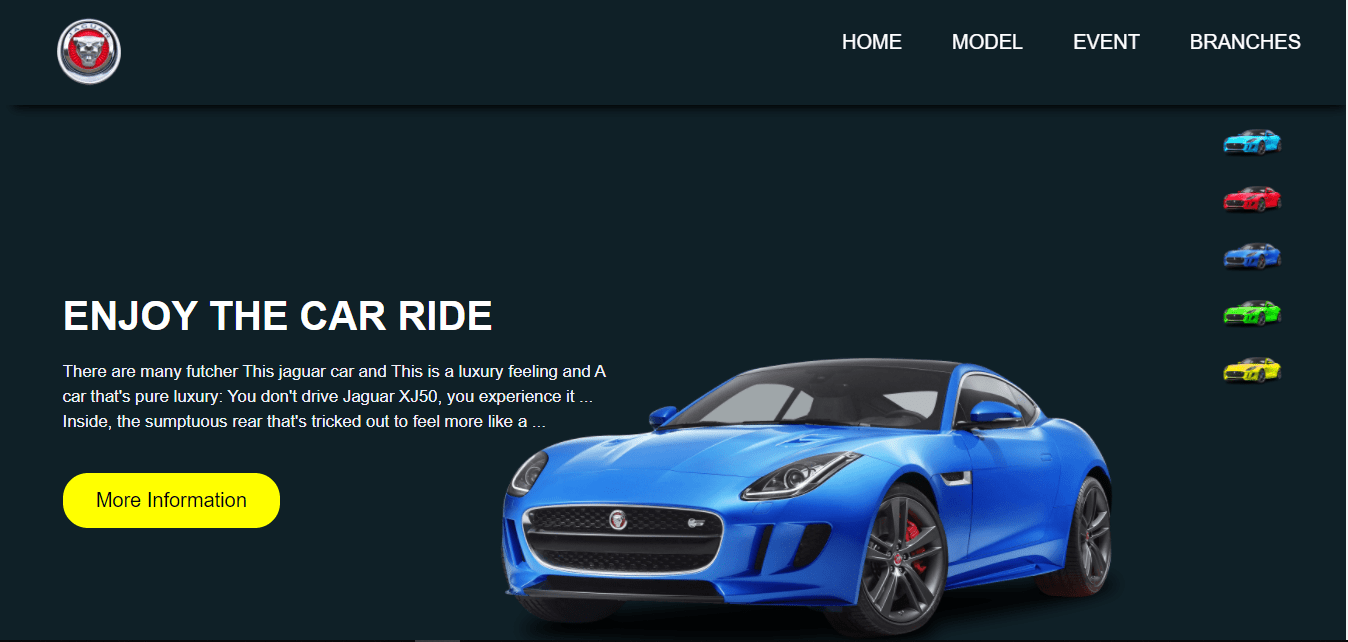 JAGUAR
HOME MODEL EVENT BRANCHES
ENJOY THE CAR RIDE
There are many futcher This jaguar car and This is a luxury feeling and A
car that's pure luxury: You don't drive Jaguar XJ50, you experience it ...
Inside, the sumptuous rear that's tricked out to feel more like a ...
More Information